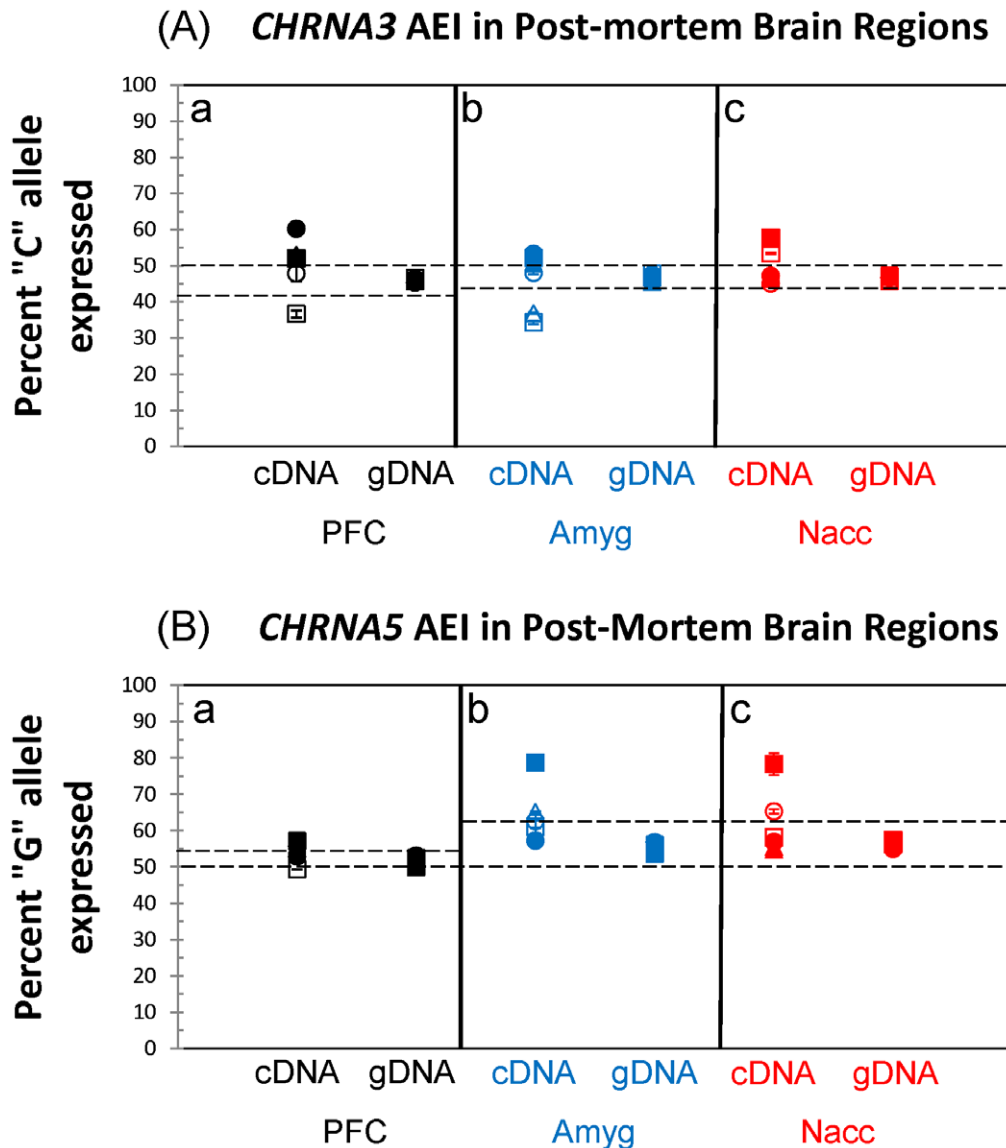 (A) CHRNA3 AEI in Post-mortem Brain Regions
Percent "C" allele
expressed
100
90
80
70
60
50
40
30
20
10
0
a b c
cDNA gDNA cDNA gDNA cDNA gDNA
PFC Amyg Nacc
(B) CHRNA5 AEI in Post-Mortem Brain Regions
Percent "G" allele
expressed
100
90
80
70
60
50
40
30
20
10
0
a b c
cDNA gDNA cDNA gDNA cDNA gDNA
PFC Amyg Nacc